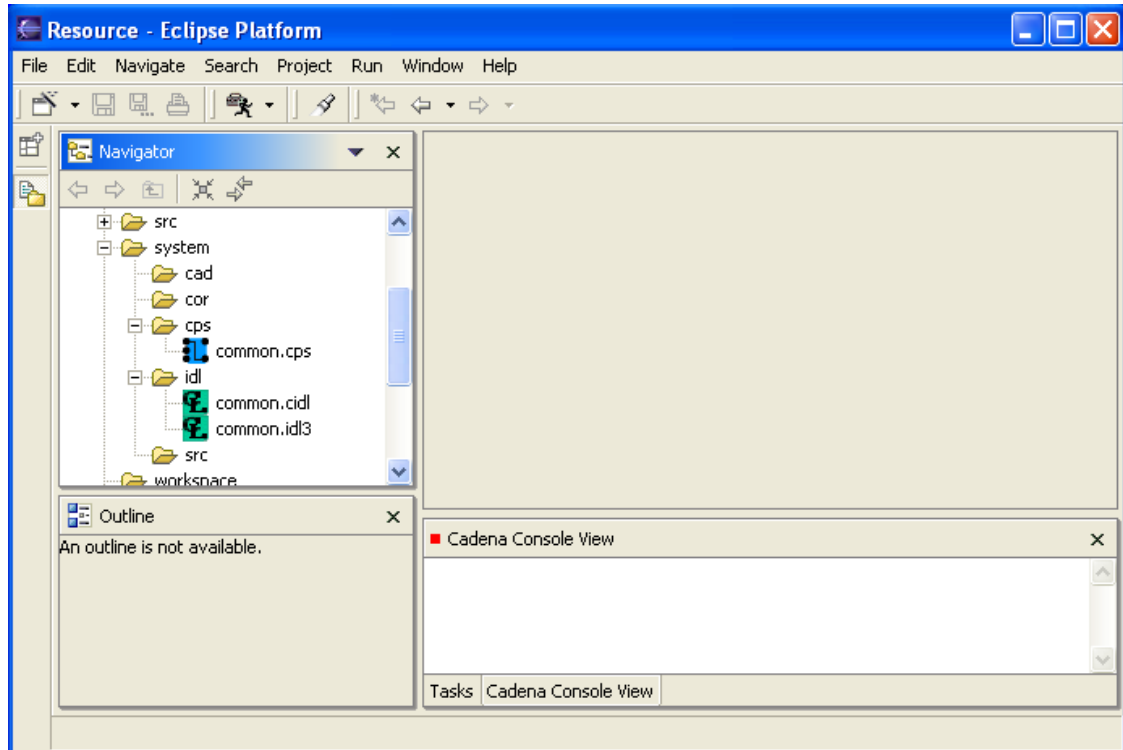 Resource - Eclipse Platform
File Edit Navigate Search Project Run Window Help
Navigator
src
system
cad
cor
cps
common.cps
idl
common.cidl
common.idl3
src
workspace
Outline
An outline is not available.
Cadena Console View
Tasks Cadena Console View